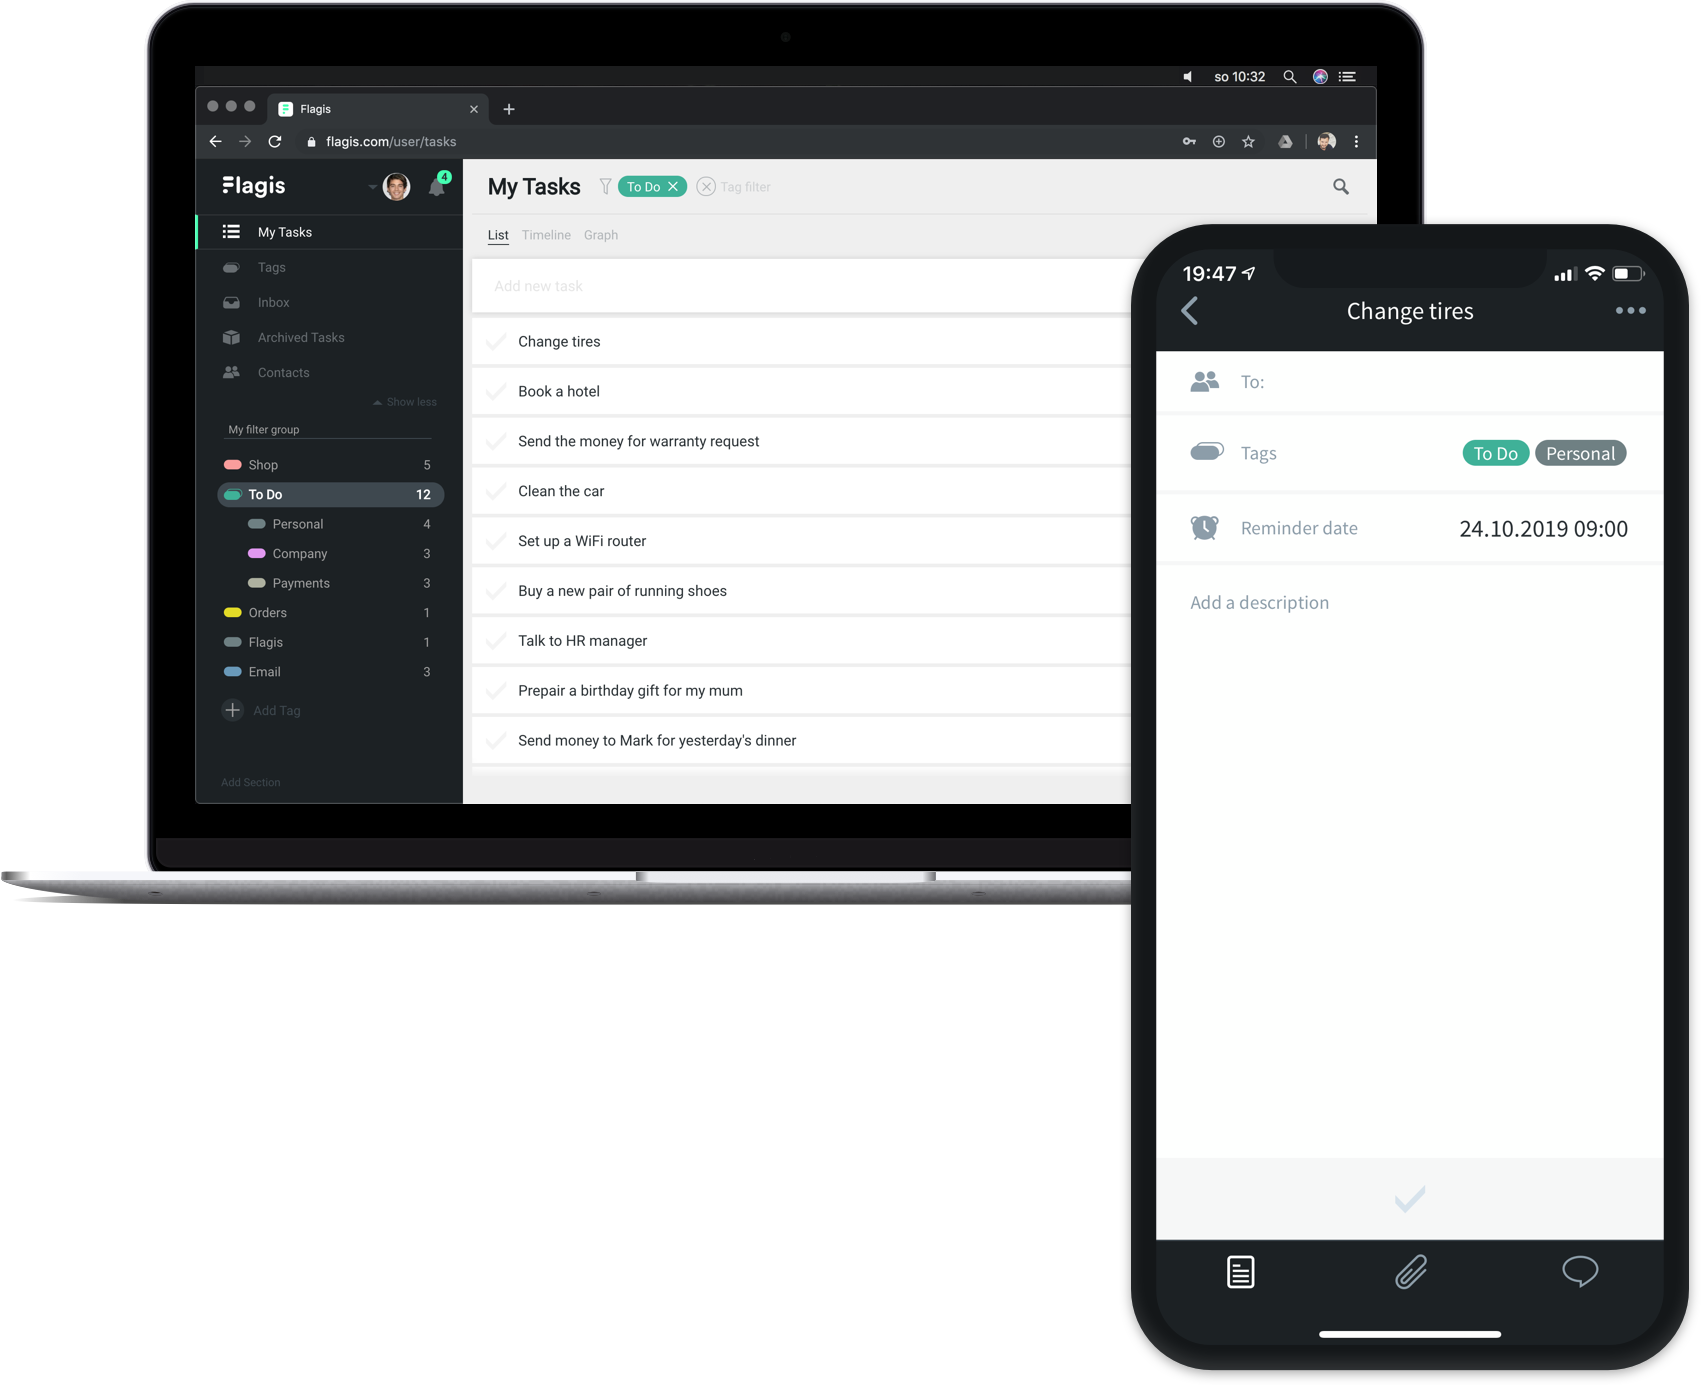 so 10:32
Flagis
flagis.com/user/tasks
Flagis
4
My Tasks
Tags
Inbox
Archived Tasks
Contacts
Show less
My filter group
Shop 5
To Do 12
Personal 4
Company 3
Payments 3
Orders 1
Flagis 1
Email 3
Add Tag
Add Section
My Tasks To Do Tag filter
List Timeline Graph
Add new task
Change tires
Book a hotel
Send the money for warranty request
Clean the car
Set up a WiFi router
Buy a new pair of running shoes
Talk to HR manager
Prepair a birthday gift for my mum
Send money to Mark for yesterday's dinner
19:47
Change tires
To:
Tags To Do Personal
Reminder date 24.10.2019 09:00
Add a description